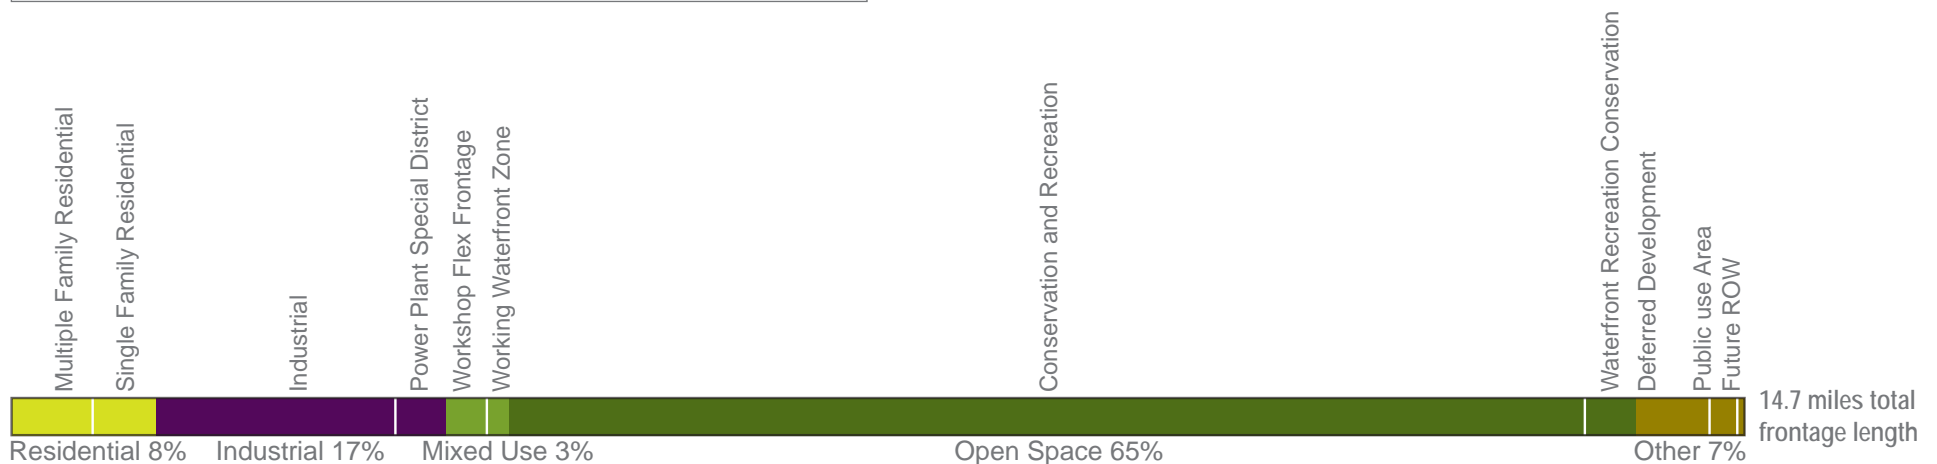 Multiple Family Residential
Single Family Residential
Industrial
Power Plant Special District
Workshop Flex Frontage
Working Waterfront Zone
Conservation and Recreation
Waterfront Recreation Conservation
Deferred Development
Public use Area
Future ROW
14.7 miles total
frontage length
Residential 8%
Industrial 17%
Mixed Use 3%
Open Space 65%
Other 7%